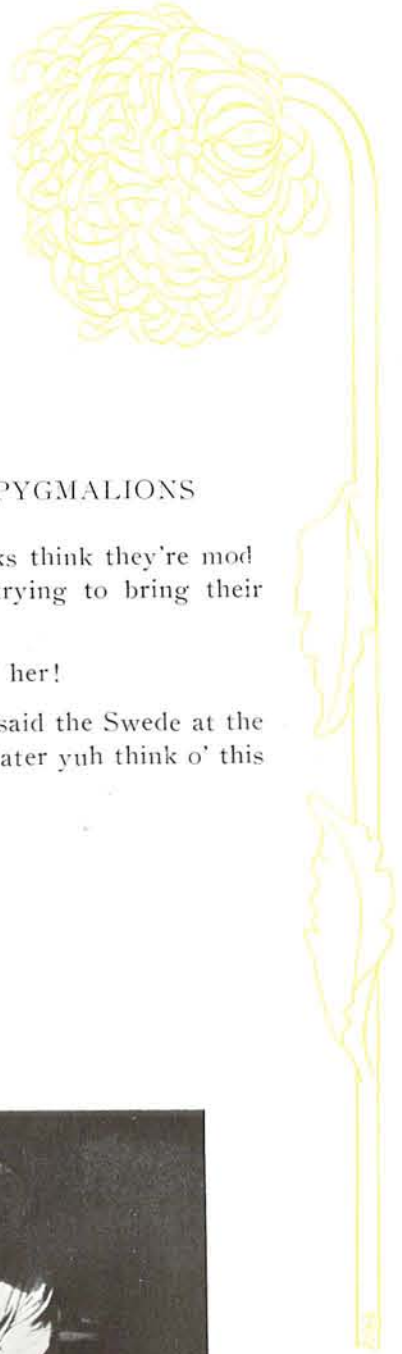 PYGMALIONS
ks think they're mod
rying to bring their
her!
said the Swede at the
ater yuh think o' this